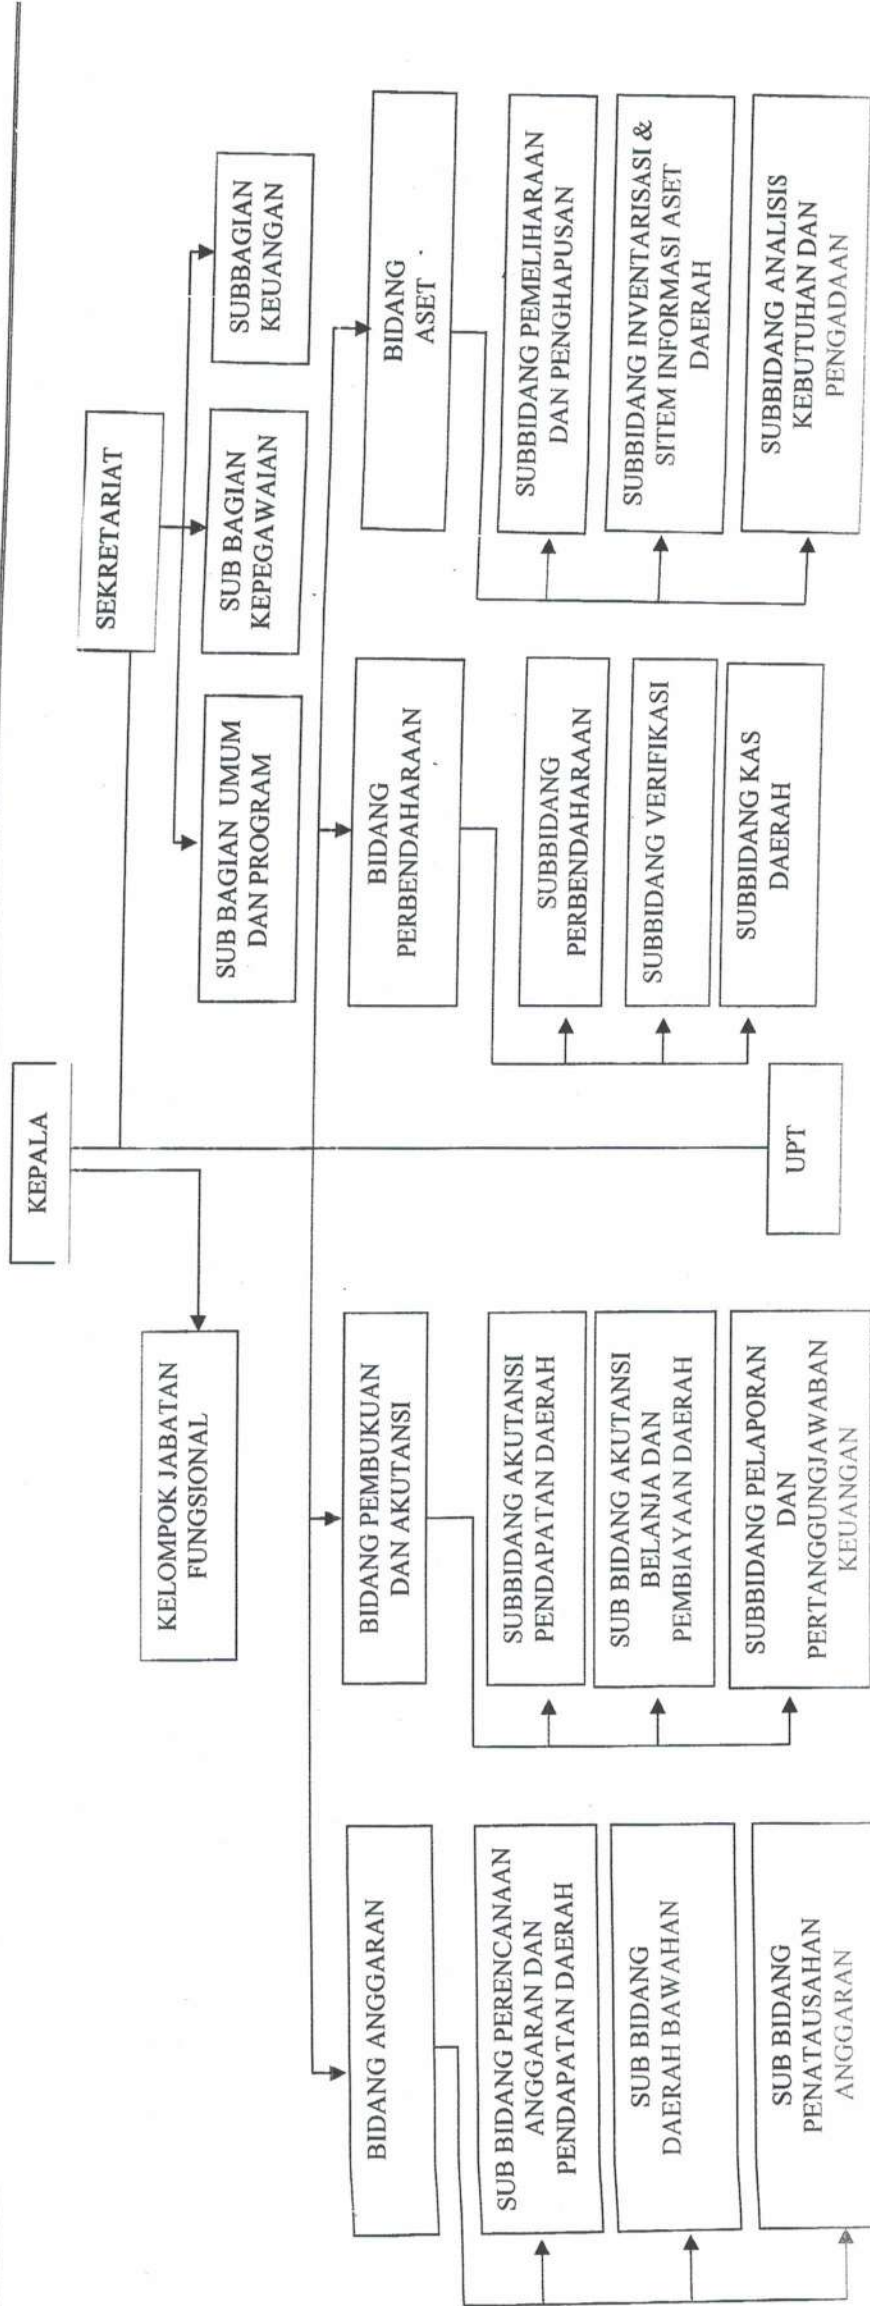 KEPALA
SEKRETARIAT
KELOMPOK JABATAN
FUNGSIONAL
SUB BAGIAN UMUM
DAN PROGRAM
SUB BAGIAN
KEPEGAWAIAN
SUBBAGIAN
KEUANGAN
BIDANG ANGGARAN
SUB BIDANG PERENCANAAN
ANGGARAN DAN
PENDAPATAN DAERAH
SUB BIDANG
DAERAH BAWAHAN
SUB BIDANG
PENATAUSAHAN
ANGGARAN
BIDANG PEMBUKUAN
DAN AKUTANSI
SUBBIDANG AKUTANSI
PENDAPATAN DAERAH
SUB BIDANG AKUTANSI
BELANJA DAN
PEMBIAYAAN DAERAH
SUBBIDANG PELAPORAN
DAN
PERTANGGUNGJAWABAN
KEUANGAN
UPT
BIDANG
PERBENDAHARAAN
SUBBIDANG
PERBENDAHARAAN
SUBBIDANG VERIFIKASI
SUBBIDANG KAS
DAERAH
BIDANG
ASET
SUBBIDANG PEMELIHARAAN
DAN PENGHAPUSAN
SUBBIDANG INVENTARISASI &
SITEM INFORMASI ASET
DAERAH
SUBBIDANG ANALISIS
KEBUTUHAN DAN
PENGADAAN